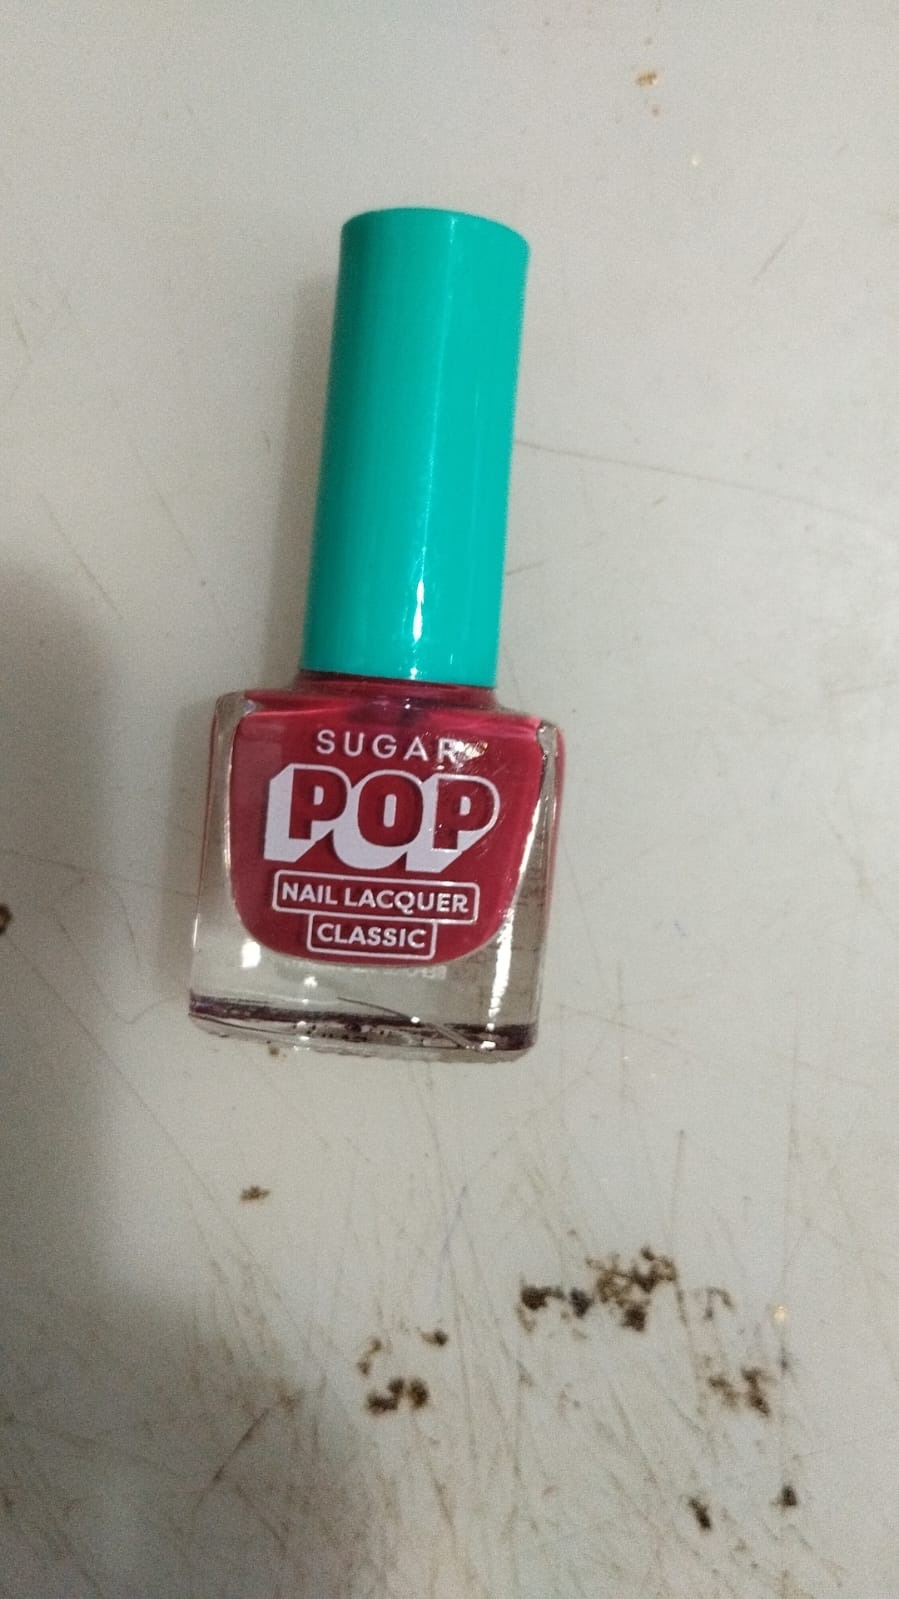 SUGAR
POP
NAIL LACQUER
CLASSIC